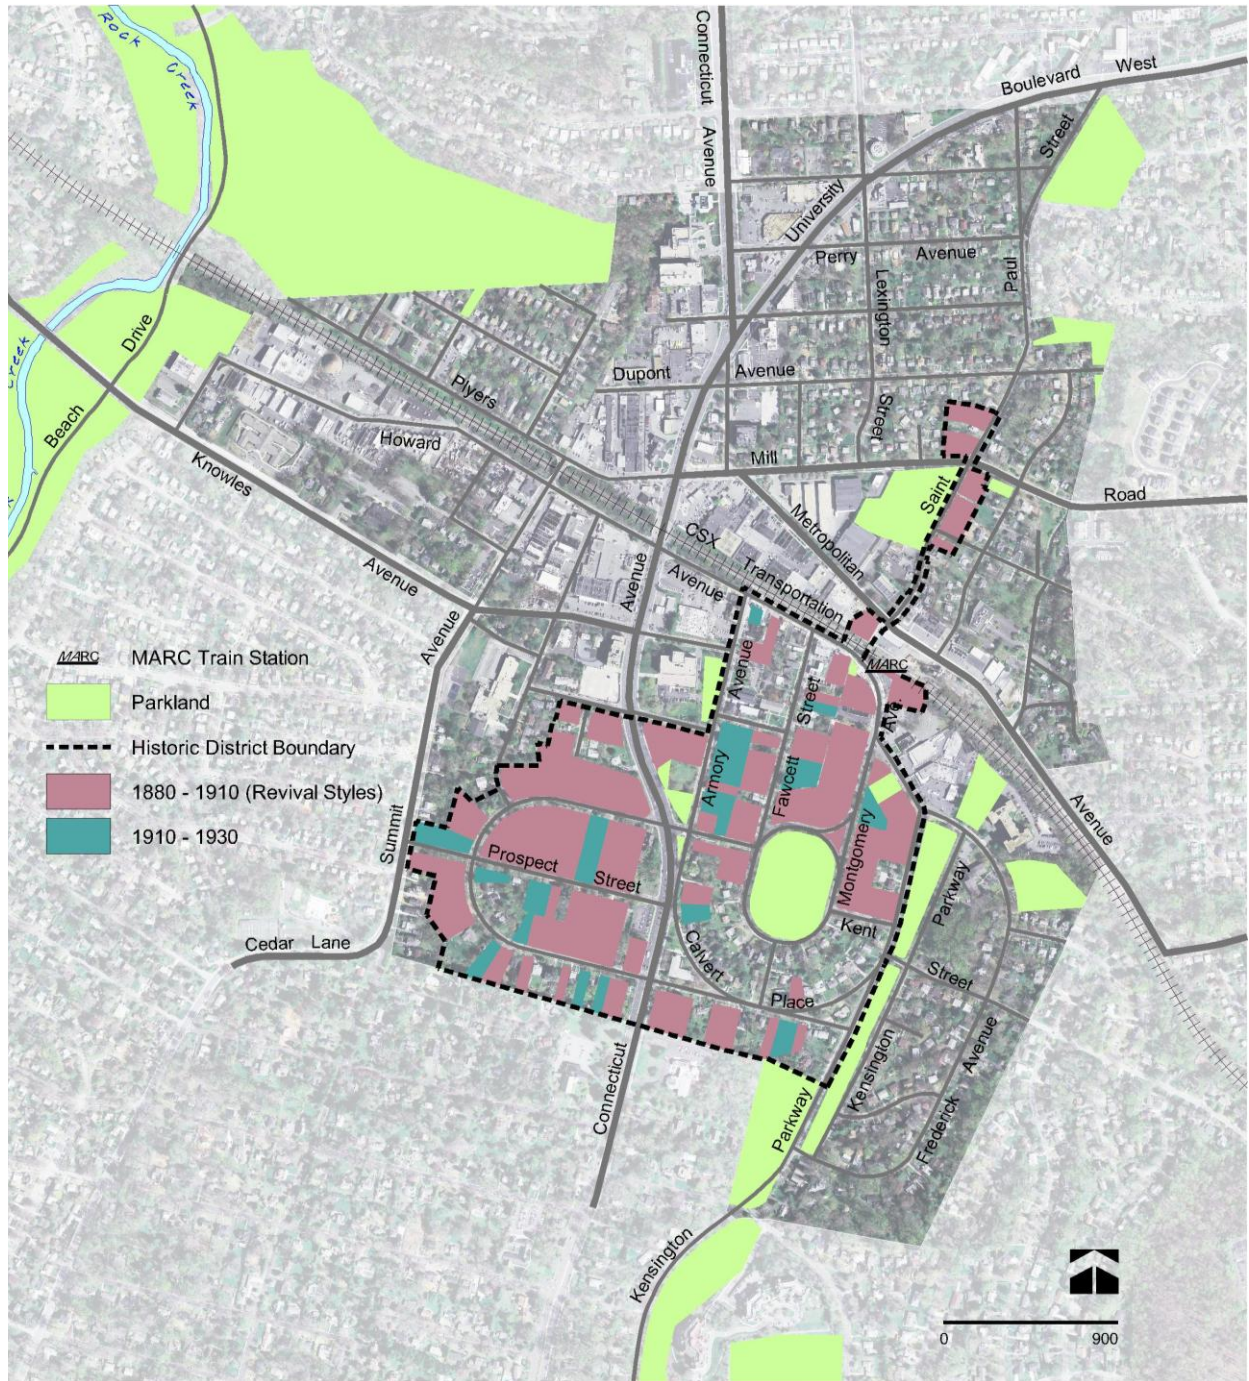 Rock
Creek
Connecticut
Avenue
Boulevard West
Street
University
Perry Avenue
Paul
Lexington
Drive
Creek
Beach
Plyers
Dupont Avenue
Howard
Street
Knowles
Mill
Saint
Road
Metropolitan
CSX Transportation
Avenue
Avenue
Avenue
Avenue
MARC
MARC MARC Train Station
Parkland
Historic District Boundary
1880 - 1910 (Revival Styles)
1910 - 1930
Avenue
Street
Ave
Armory
Fawcett
Montgomery
Avenue
Summit
Prospect Street
Parkway
Kent
Cedar Lane
Calvert
Place
Street
Connecticut
Kensington
Avenue
Parkway
Frederick
Kensington
0 900